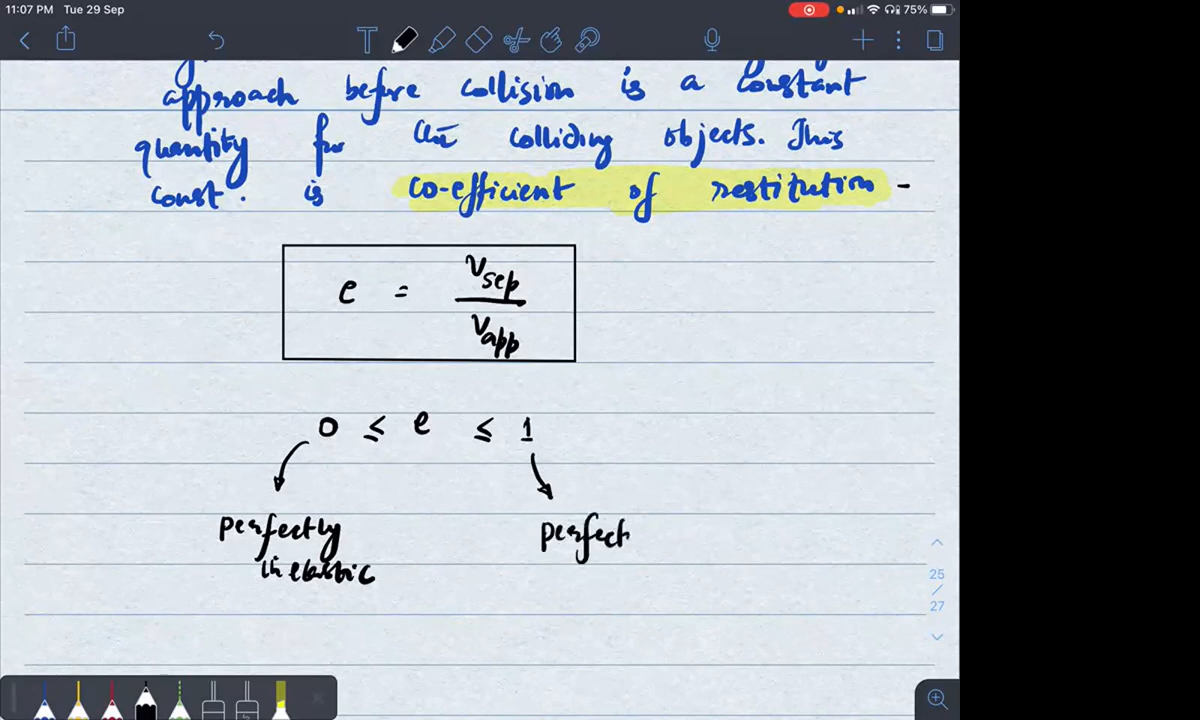 11:07 PM Tue 29 Sep 75%
approach before collision is a constant
quantity for the colliding objects. This
const. is co-efficient of restitution -
e = Vsep / Vapp
0 ≤ e ≤ 1
perfectly perfect
inelastic
25
/
27